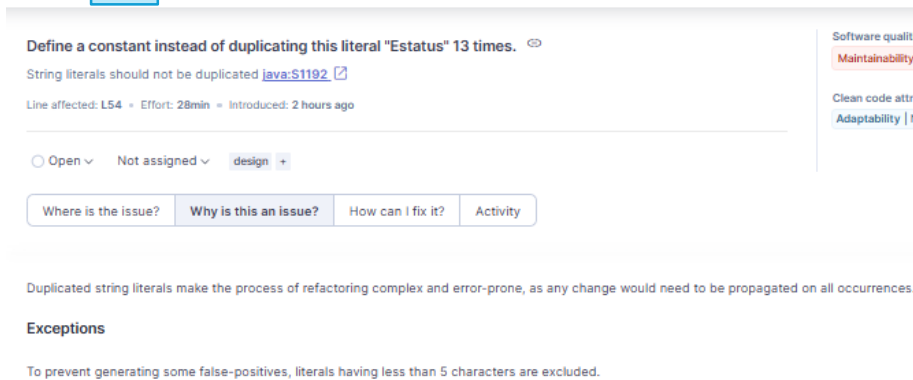 Define a constant instead of duplicating this literal "Estatus" 13 times.
String literals should not be duplicated java:S1192
Line affected: L54 • Effort: 28min • Introduced: 2 hours ago
Software qualit
Maintainability
Clean code attr
Adaptability |
Open Not assigned design +
Where is the issue? Why is this an issue? How can I fix it? Activity
Duplicated string literals make the process of refactoring complex and error-prone, as any change would need to be propagated on all occurrences.
Exceptions
To prevent generating some false-positives, literals having less than 5 characters are excluded.